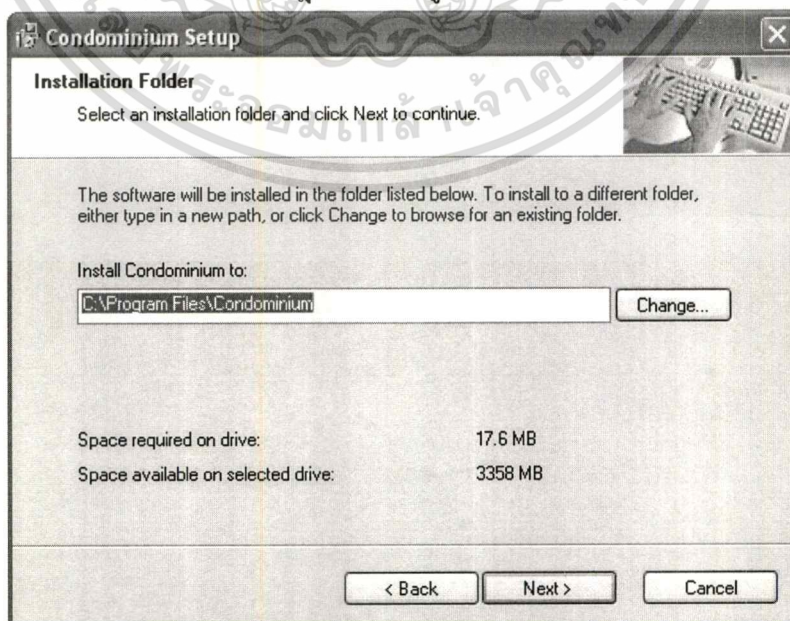 Condominium Setup
Installation Folder
Select an installation folder and click Next to continue.
The software will be installed in the folder listed below. To install to a different folder,
either type in a new path, or click Change to browse for an existing folder.
Install Condominium to:
C:\Program Files\Condominium
Change...
Space required on drive: 17.6 MB
Space available on selected drive: 3358 MB
< Back Next > Cancel